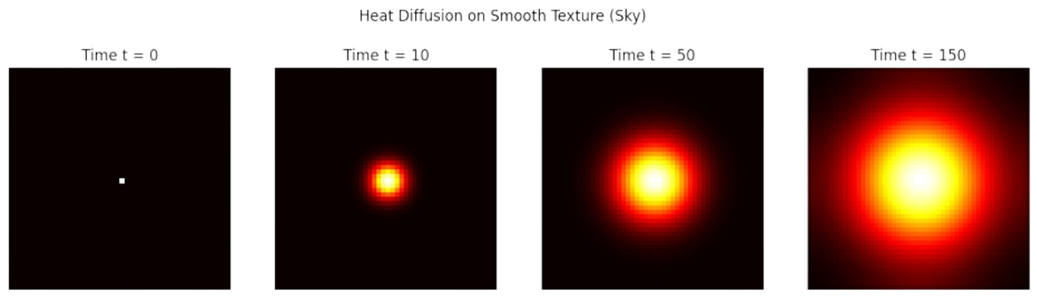 Heat Diffusion on Smooth Texture (Sky)
Time t = 0
Time t = 10
Time t = 50
Time t = 150